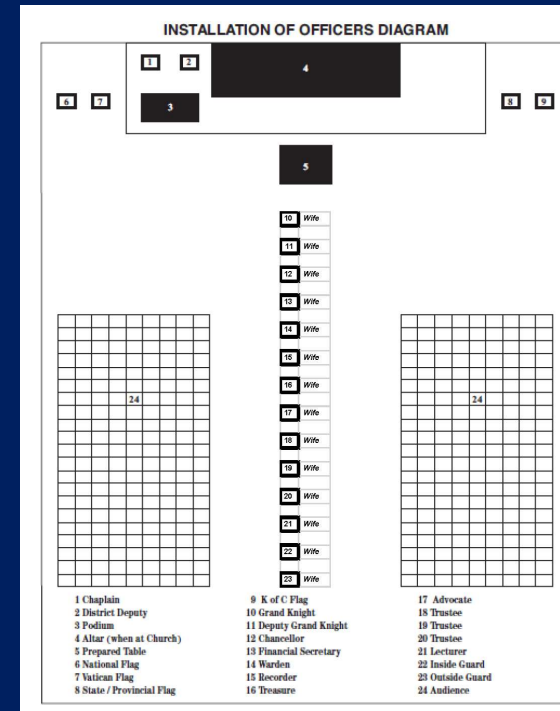 INSTALLATION OF OFFICERS DIAGRAM
1 2 4
6 7 3 8 9
5
10 Wife
11 Wife
12 Wife
13 Wife
14 Wife
15 Wife
16 Wife
24 24
17 Wife
18 Wife
19 Wife
20 Wife
21 Wife
22 Wife
23 Wife
1 Chaplain
2 District Deputy
3 Podium
4 Altar (when at Church)
5 Prepared Table
6 National Flag
7 Vatican Flag
8 State / Provincial Flag
9 K of C Flag
10 Grand Knight
11 Deputy Grand Knight
12 Chancellor
13 Financial Secretary
14 Warden
15 Recorder
16 Treasure
17 Advocate
18 Trustee
19 Trustee
20 Trustee
21 Lecturer
22 Inside Guard
23 Outside Guard
24 Audience